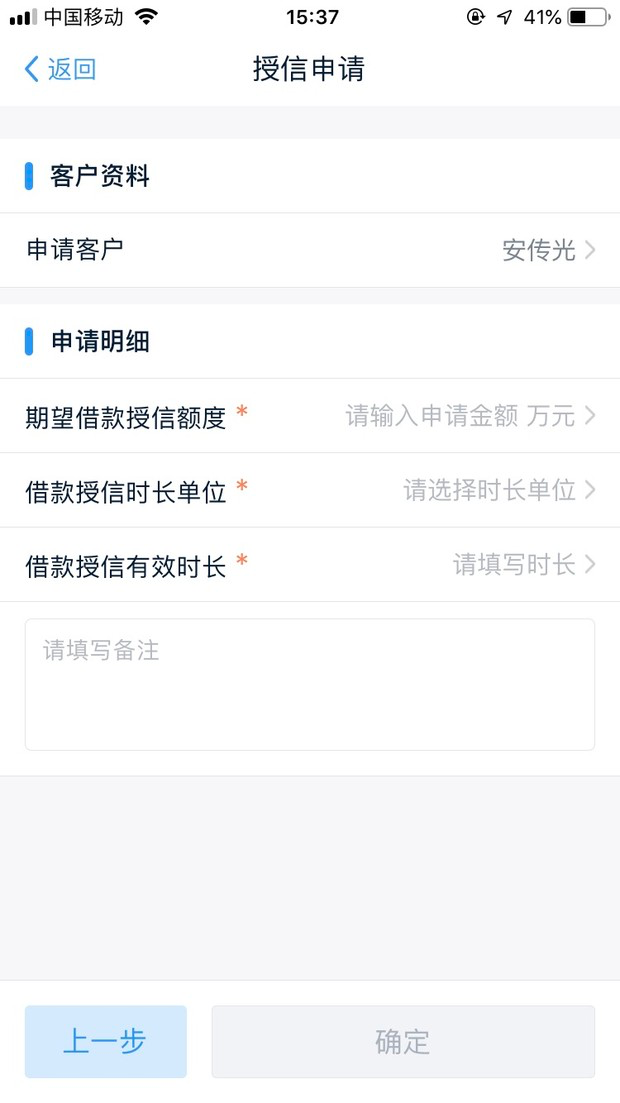 中国移动 15:37 41%
返回 授信申请
客户资料
申请客户 安传光
申请明细
期望借款授信额度 * 请输入申请金额 万元
借款授信时长单位 * 请选择时长单位
借款授信有效时长 * 请填写时长
请填写备注
上一步 确定